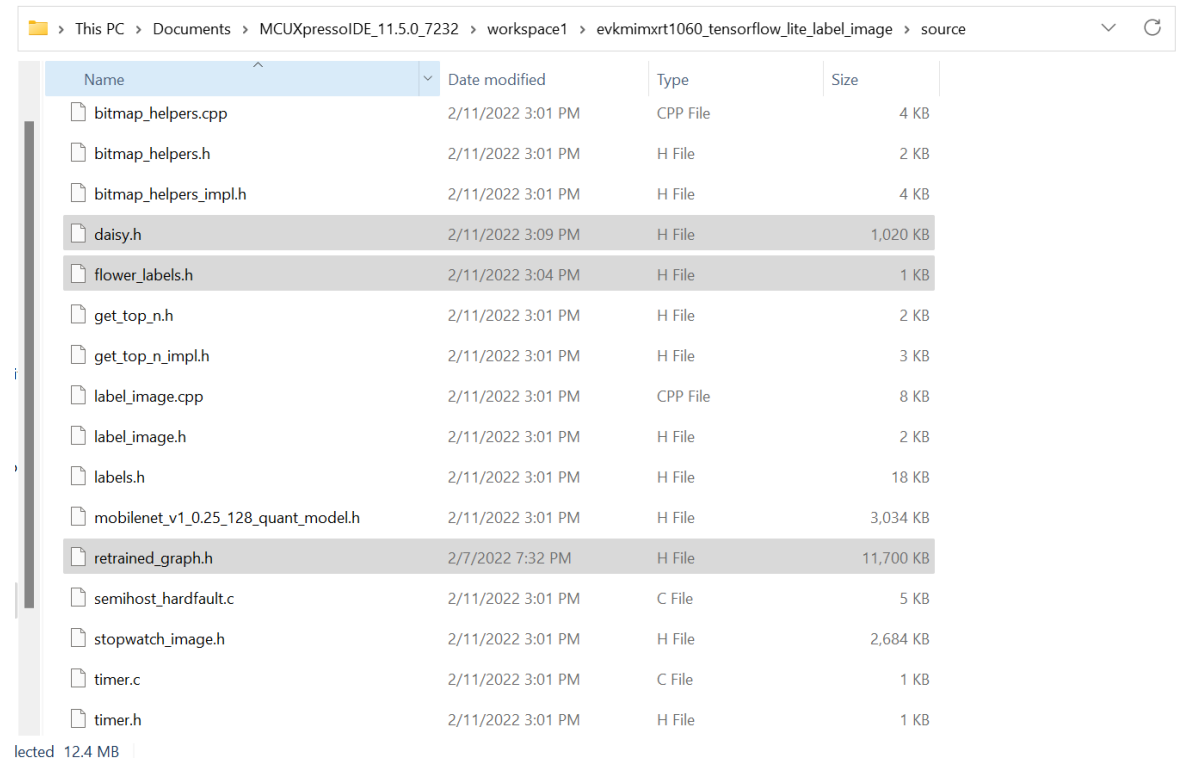 This PC > Documents > MCUXpressoIDE_11.5.0_7232 > workspace1 > evkmimxrt1060_tensorflow_lite_label_image > source
Name Date modified Type Size
bitmap_helpers.cpp 2/11/2022 3:01 PM CPP File 4 KB
bitmap_helpers.h 2/11/2022 3:01 PM H File 2 KB
bitmap_helpers_impl.h 2/11/2022 3:01 PM H File 4 KB
daisy.h 2/11/2022 3:09 PM H File 1,020 KB
flower_labels.h 2/11/2022 3:04 PM H File 1 KB
get_top_n.h 2/11/2022 3:01 PM H File 2 KB
get_top_n_impl.h 2/11/2022 3:01 PM H File 3 KB
label_image.cpp 2/11/2022 3:01 PM CPP File 8 KB
label_image.h 2/11/2022 3:01 PM H File 2 KB
labels.h 2/11/2022 3:01 PM H File 18 KB
mobilenet_v1_0.25_128_quant_model.h 2/11/2022 3:01 PM H File 3,034 KB
retrained_graph.h 2/7/2022 7:32 PM H File 11,700 KB
semihost_hardfault.c 2/11/2022 3:01 PM C File 5 KB
stopwatch_image.h 2/11/2022 3:01 PM H File 2,684 KB
timer.c 2/11/2022 3:01 PM C File 1 KB
timer.h 2/11/2022 3:01 PM H File 1 KB
lected 12.4 MB